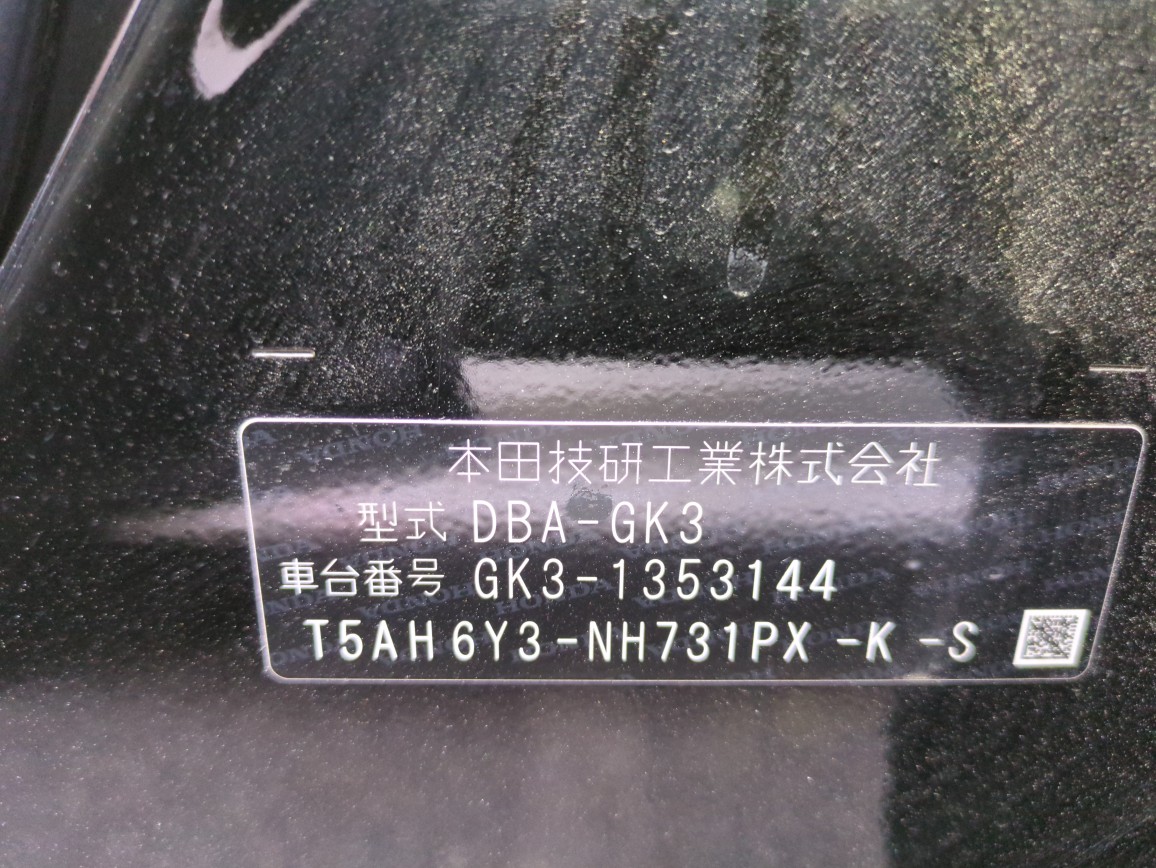 本田技研工業株式会社
型式 DBA-GK3
車台番号 GK3-1353144
T5AH6Y3-NH731PX -K -S